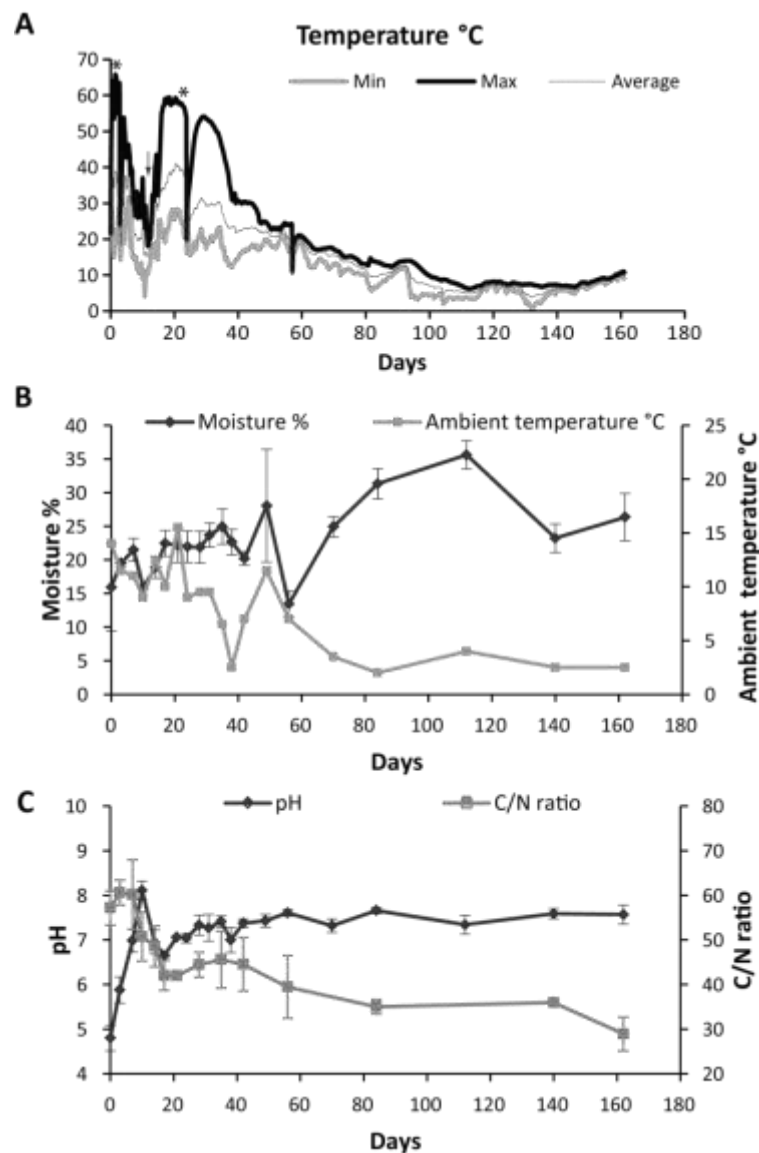 A
Temperature °C
Min Max Average
70
60
50
40
30
20
10
0
* *
0 20 40 60 80 100 120 140 160 180
Days
B
Moisture % Ambient temperature °C
40
35
30
25
20
15
10
5
0
Moisture %
25
20
15
10
5
0
Ambient temperature °C
0 20 40 60 80 100 120 140 160 180
Days
C
pH C/N ratio
10
9
8
7
6
5
4
pH
80
70
60
50
40
30
20
C/N ratio
0 20 40 60 80 100 120 140 160 180
Days